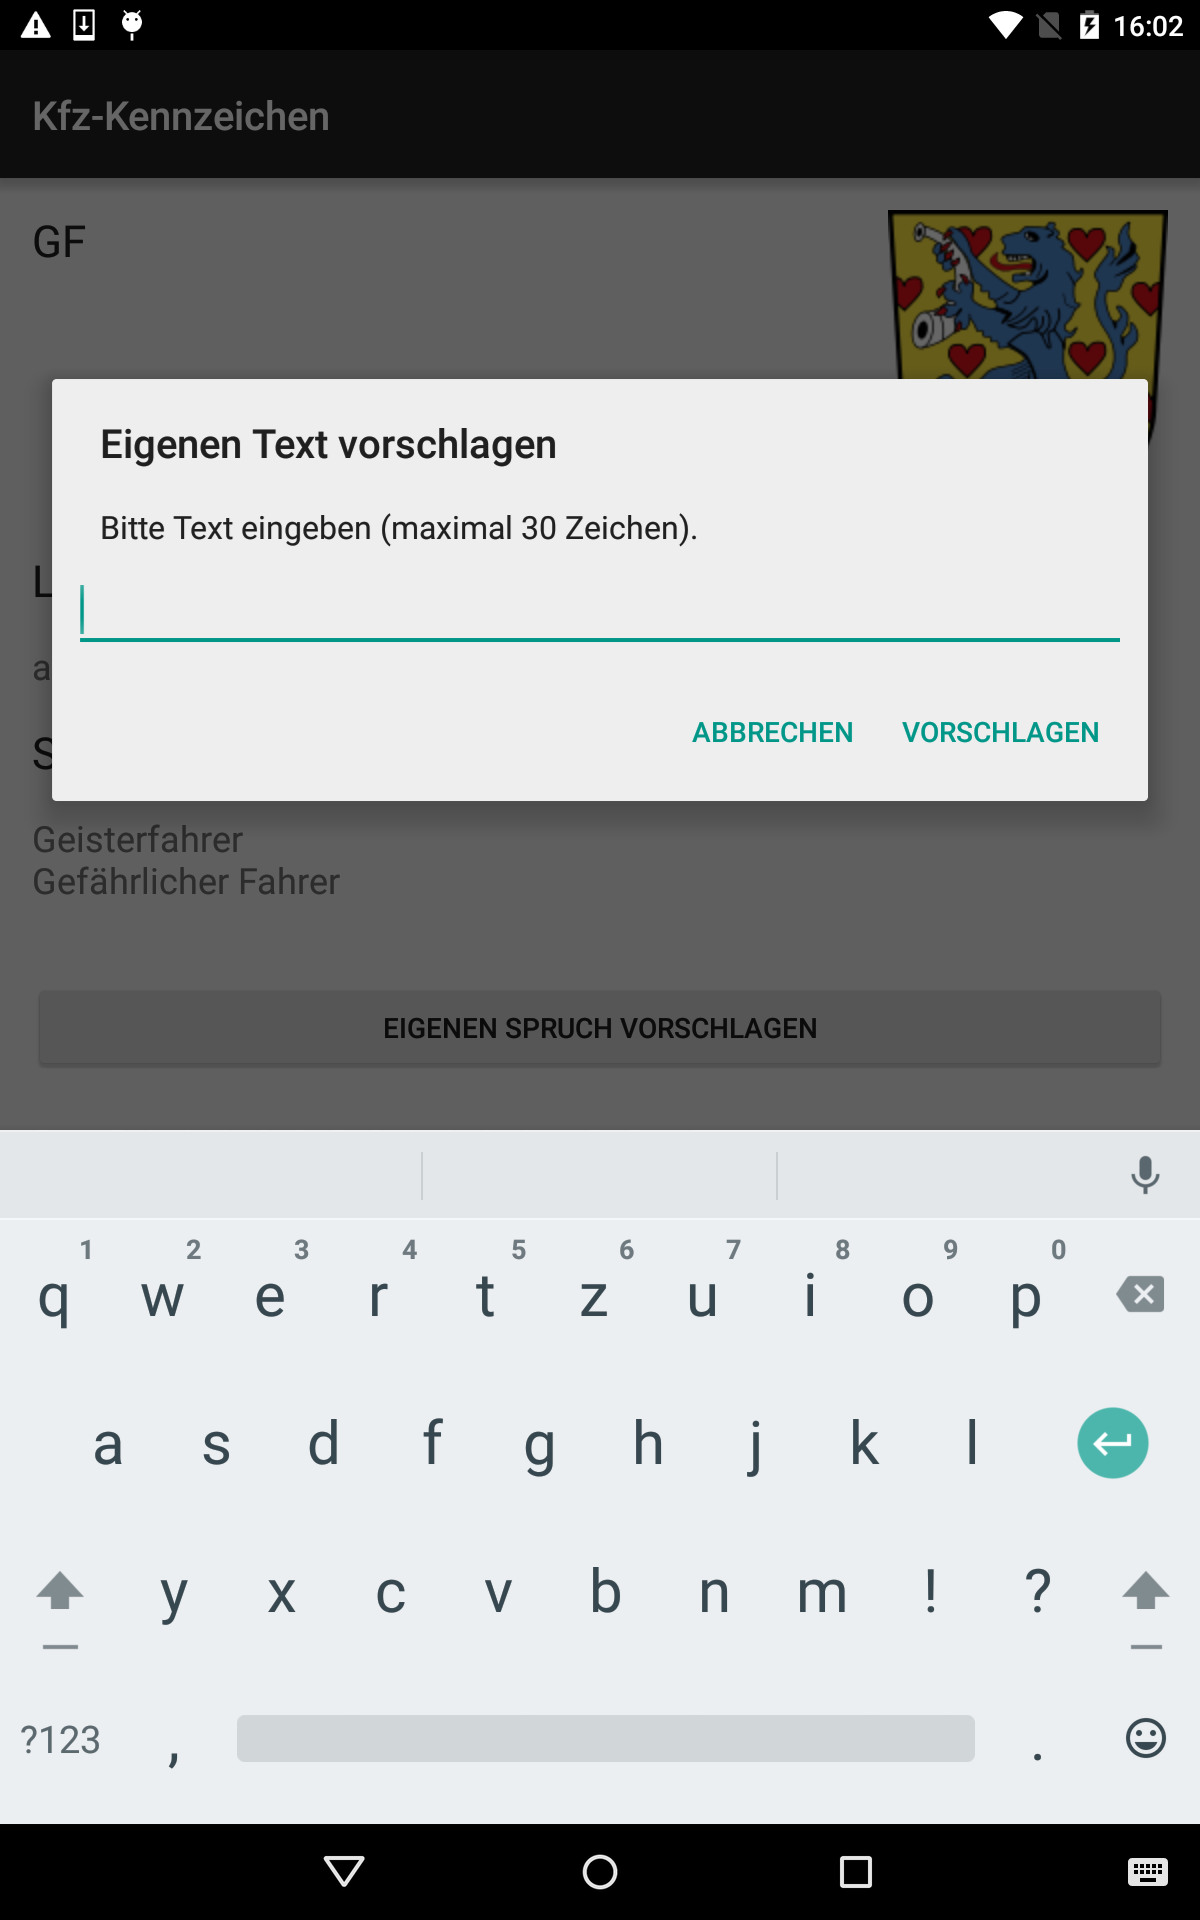 16:02
Kfz-Kennzeichen
GF
Eigenen Text vorschlagen
Bitte Text eingeben (maximal 30 Zeichen).
L
a
ABBRECHEN VORSCHLAGEN
S
Geisterfahrer
Gefährlicher Fahrer
EIGENEN SPRUCH VORSCHLAGEN
1 2 3 4 5 6 7 8 9 0
q w e r t z u i o p
a s d f g h j k l
y x c v b n m ! ?
?123 , .